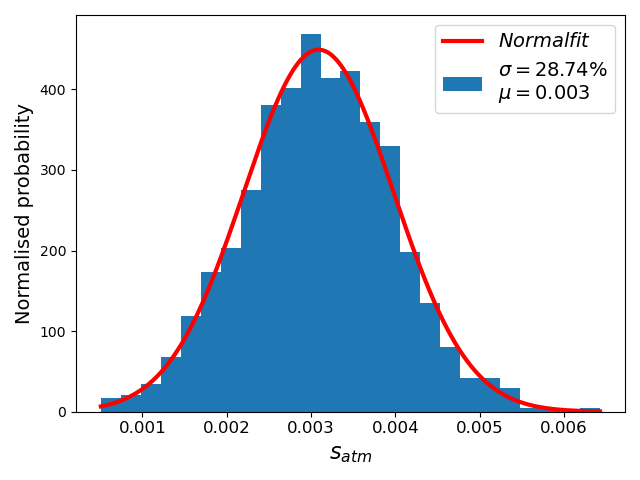 Normalfit
σ = 28.74%
μ = 0.003
Normalised probability
400
300
200
100
0
0.001 0.002 0.003 0.004 0.005 0.006
s_atm